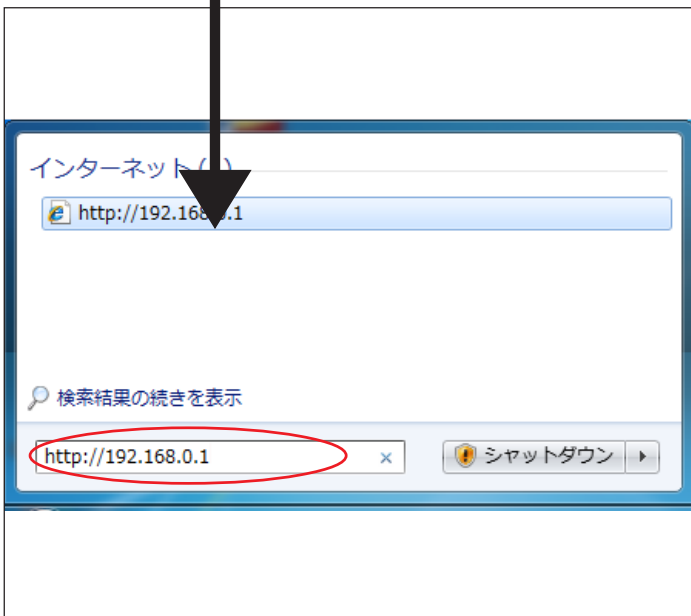 インターネット (
http://192.168.0.1
検索結果の続きを表示
http://192.168.0.1
シャットダウン